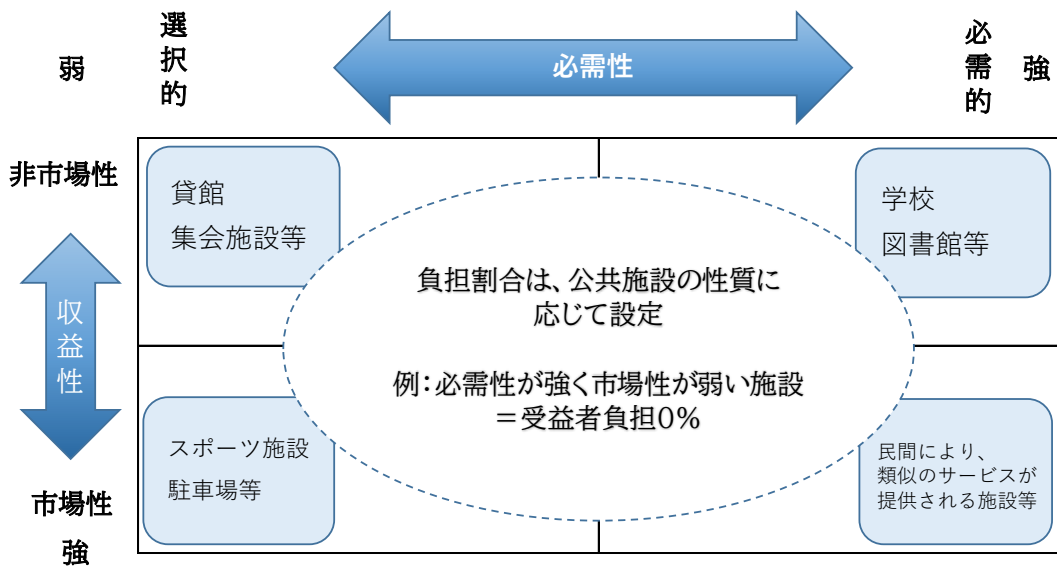 弱
選択的
必需性
必需的
強
非市場性
収益性
市場性
強
貸館
集会施設等
学校
図書館等
負担割合は、公共施設の性質に
応じて設定
例：必需性が強く市場性が弱い施設
＝受益者負担0％
スポーツ施設
駐車場等
民間により、
類似のサービスが
提供される施設等